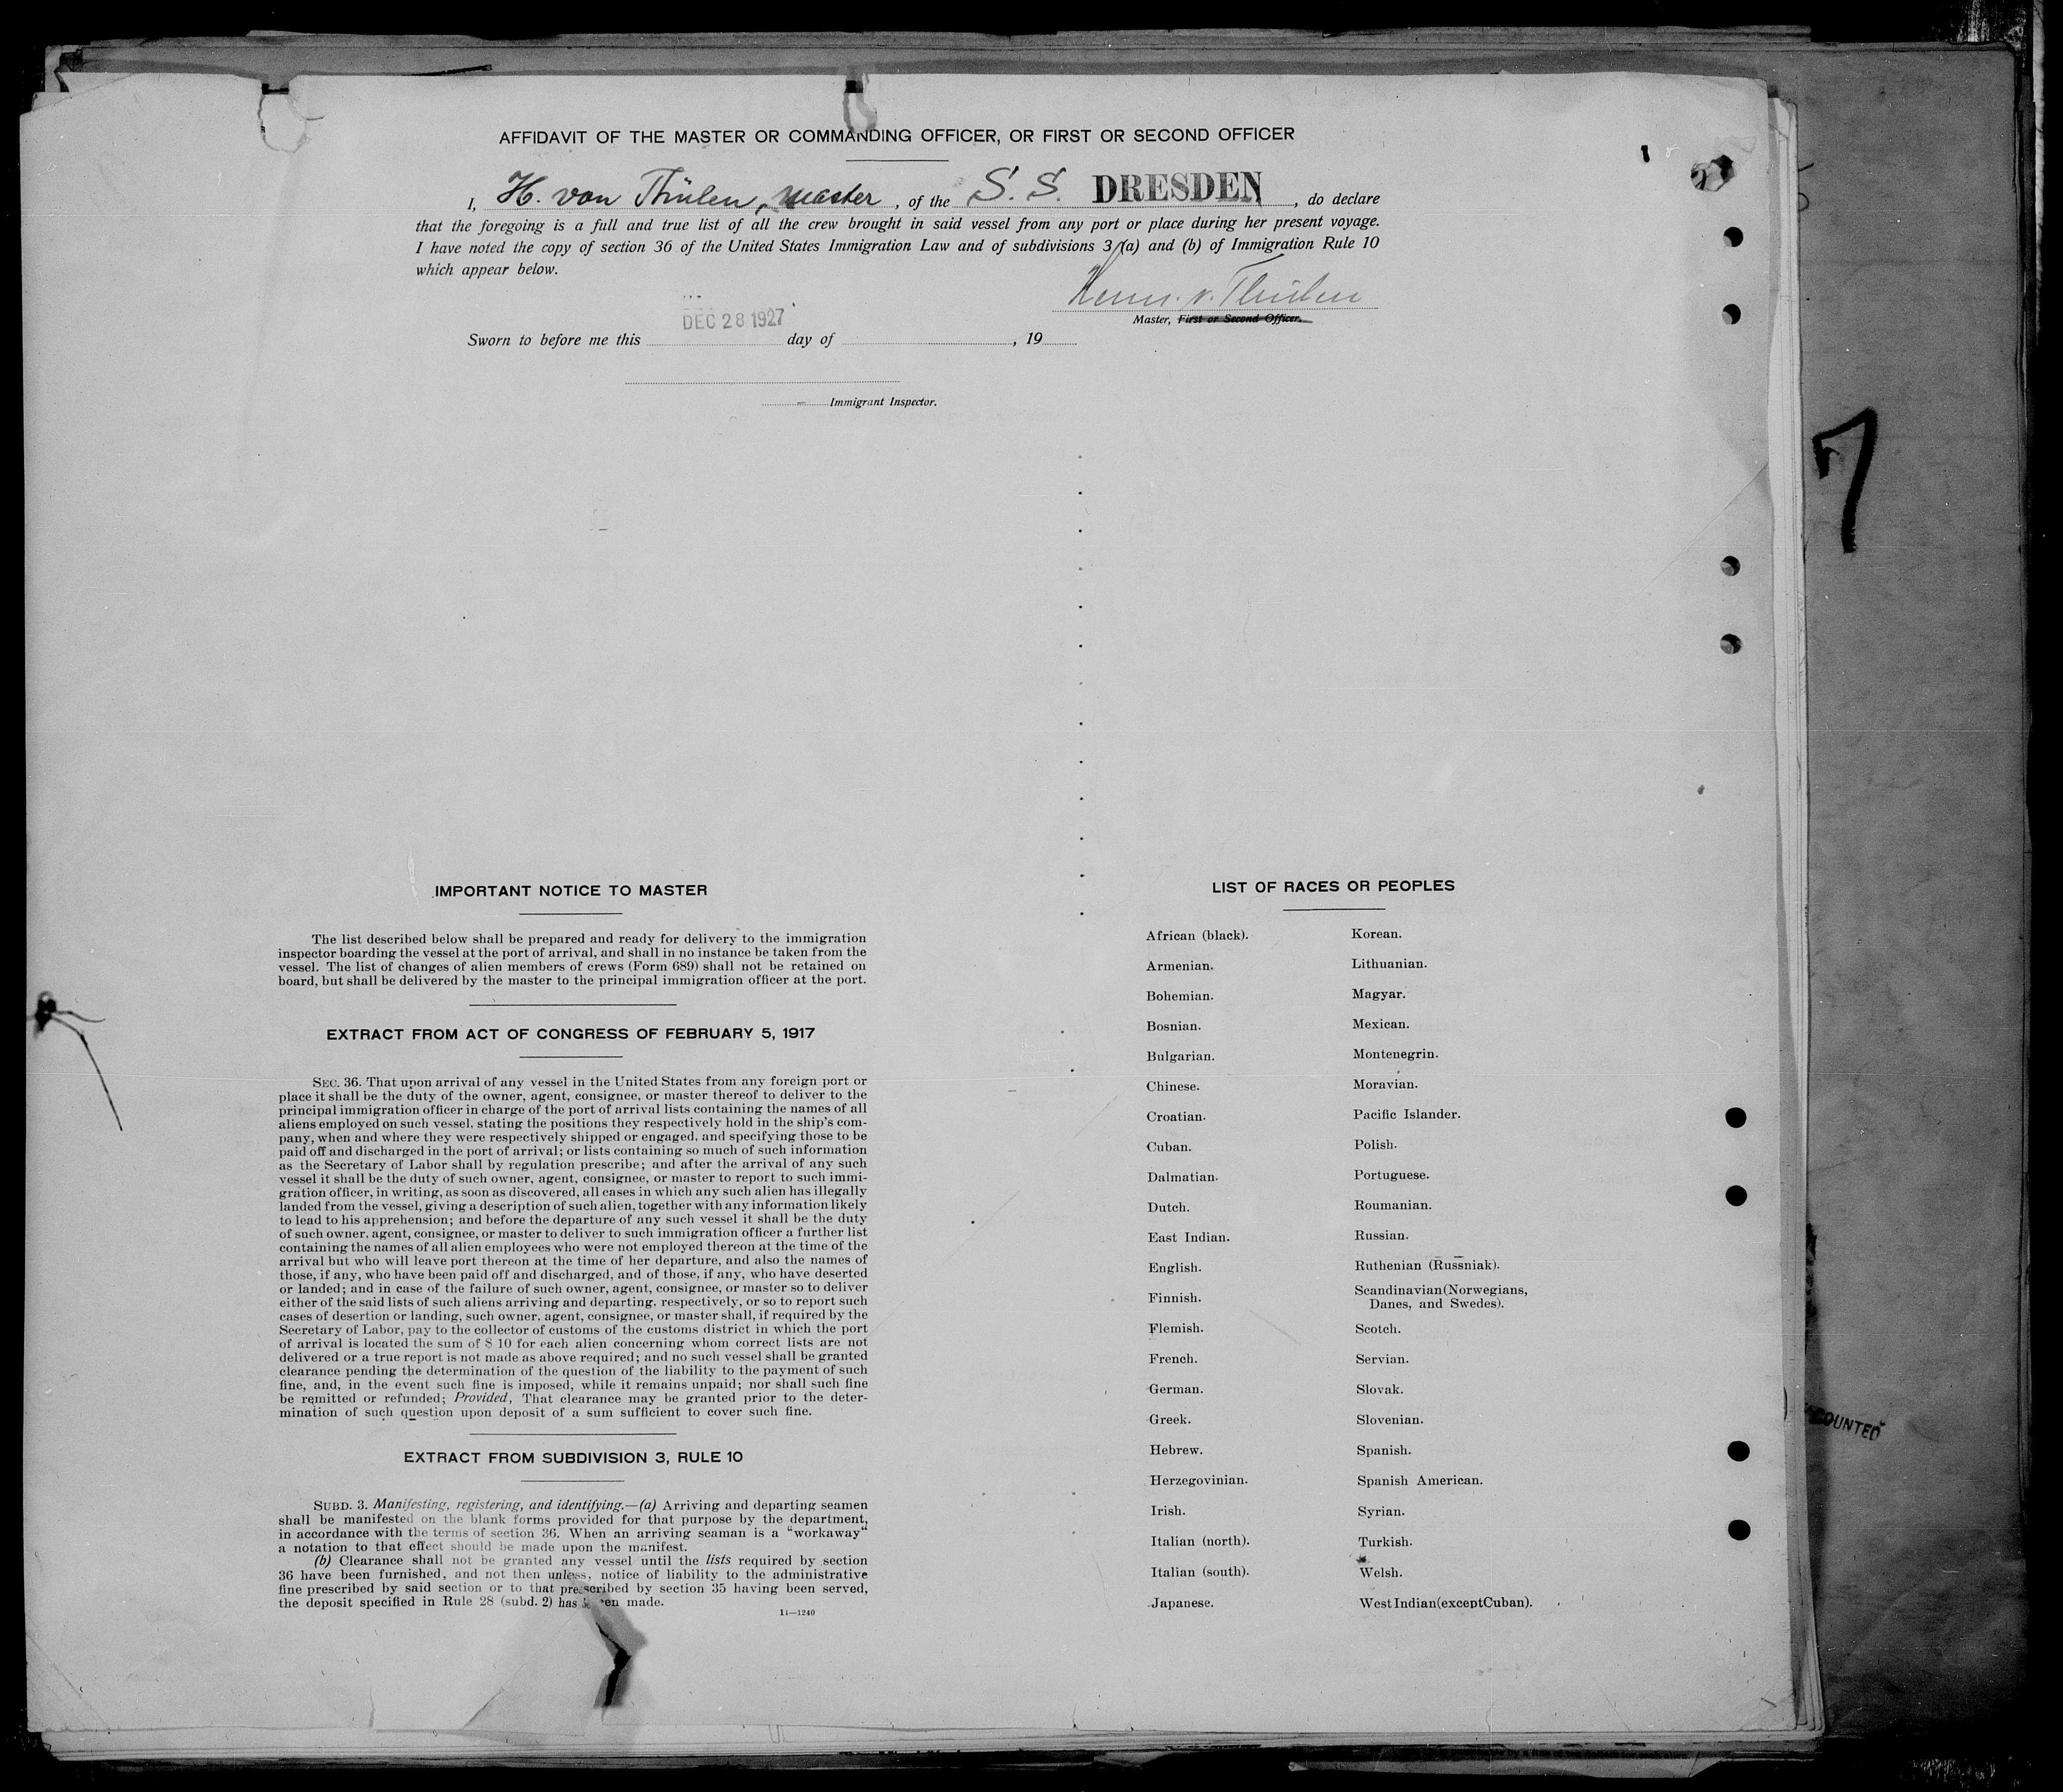 AFFIDAVIT OF THE MASTER OR COMMANDING OFFICER, OR FIRST OR SECOND OFFICER
I, H. von Thülen, Master, of the S. S. DRESDEN, do declare
that the foregoing is a full and true list of all the crew brought in said vessel from any port or place during her present voyage.
I have noted the copy of section 36 of the United States Immigration Law and of subdivisions 3 (a) and (b) of Immigration Rule 10
which appear below.
Herm. v. Thülen
Master, First or Second Officer.
DEC 28 1927
Sworn to before me this day of , 19
Immigrant Inspector.
7
IMPORTANT NOTICE TO MASTER
The list described below shall be prepared and ready for delivery to the immigration
inspector boarding the vessel at the port of arrival, and shall in no instance be taken from the
vessel. The list of changes of alien members of crews (Form 689) shall not be retained on
board, but shall be delivered by the master to the principal immigration officer at the port.
EXTRACT FROM ACT OF CONGRESS OF FEBRUARY 5, 1917
SEC. 36. That upon arrival of any vessel in the United States from any foreign port or
place it shall be the duty of the owner, agent, consignee, or master thereof to deliver to the
principal immigration officer in charge of the port of arrival lists containing the names of all
aliens employed on such vessel, stating the positions they respectively hold in the ship's com-
pany, when and where they were respectively shipped or engaged, and specifying those to be
paid off and discharged in the port of arrival; or lists containing so much of such information
as the Secretary of Labor shall by regulation prescribe; and after the arrival of any such
vessel it shall be the duty of such owner, agent, consignee, or master to report to such immi-
gration officer, in writing, as soon as discovered, all cases in which any such alien has illegally
landed from the vessel, giving a description of such alien, together with any information likely
to lead to his apprehension; and before the departure of any such vessel it shall be the duty
of such owner, agent, consignee, or master to deliver to such immigration officer a further list
containing the names of all alien employees who were not employed thereon at the time of the
arrival but who will leave port thereon at the time of her departure, and also the names of
those, if any, who have been paid off and discharged, and of those, if any, who have deserted
or landed; and in case of the failure of such owner, agent, consignee, or master so to deliver
either of the said lists of such aliens arriving and departing, respectively, or so to report such
cases of desertion or landing, such owner, agent, consignee, or master shall, if required by the
Secretary of Labor, pay to the collector of customs of the customs district in which the port
of arrival is located the sum of $ 10 for each alien concerning whom correct lists are not
delivered or a true report is not made as above required; and no such vessel shall be granted
clearance pending the determination of the question of the liability to the payment of such
fine, and, in the event such fine is imposed, while it remains unpaid; nor shall such fine
be remitted or refunded; Provided, That clearance may be granted prior to the deter-
mination of such question upon deposit of a sum sufficient to cover such fine.
EXTRACT FROM SUBDIVISION 3, RULE 10
SUBD. 3. Manifesting, registering, and identifying.—(a) Arriving and departing seamen
shall be manifested on the blank forms provided for that purpose by the department,
in accordance with the terms of section 36. When an arriving seaman is a “workaway“
a notation to that effect should be made upon the manifest.
(b) Clearance shall not be granted any vessel until the lists required by section
36 have been furnished, and not then unless, notice of liability to the administrative
fine prescribed by said section or to that prescribed by section 35 having been served,
the deposit specified in Rule 28 (subd. 2) has been made.
14—1240
LIST OF RACES OR PEOPLES
African (black).
Armenian.
Bohemian.
Bosnian.
Bulgarian.
Chinese.
Croatian.
Cuban.
Dalmatian.
Dutch.
East Indian.
English.
Finnish.
Flemish.
French.
German.
Greek.
Hebrew.
Herzegovinian.
Irish.
Italian (north).
Italian (south).
Japanese.
Korean.
Lithuanian.
Magyar.
Mexican.
Montenegrin.
Moravian.
Pacific Islander.
Polish.
Portuguese.
Roumanian.
Russian.
Ruthenian (Russniak).
Scandinavian(Norwegians,
Danes, and Swedes).
Scotch.
Servian.
Slovak.
Slovenian.
Spanish.
Spanish American.
Syrian.
Turkish.
Welsh.
West Indian(except Cuban).
COUNTED